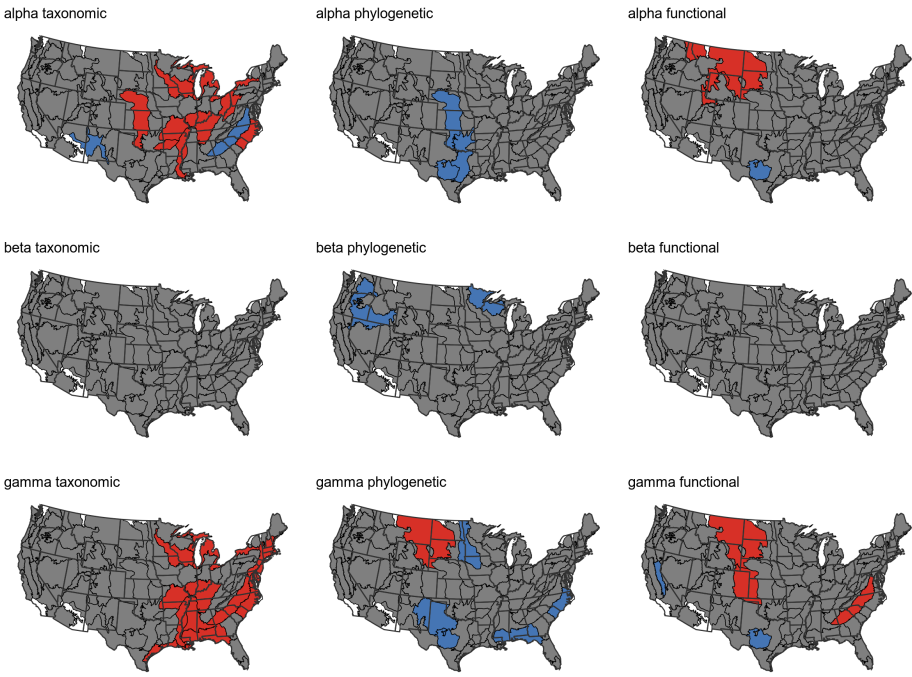 alpha taxonomic
alpha phylogenetic
alpha functional
beta taxonomic
beta phylogenetic
beta functional
gamma taxonomic
gamma phylogenetic
gamma functional